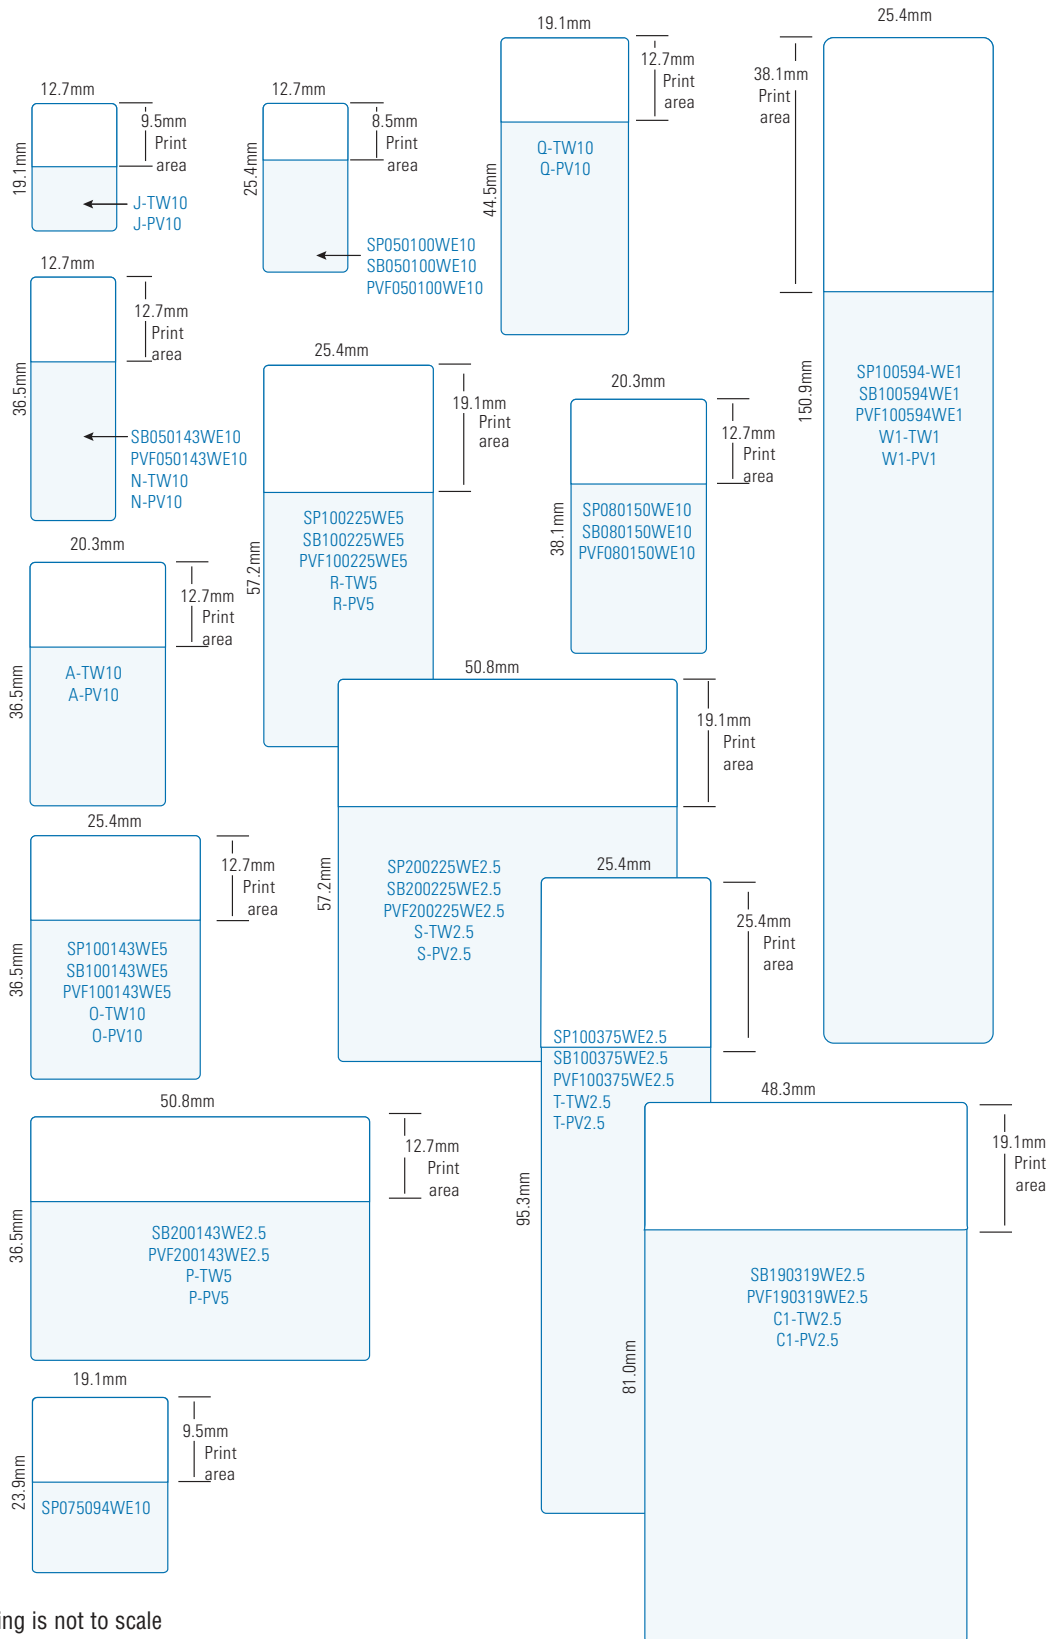 12.7mm
9.5mm
Print
area
19.1mm
J-TW10
J-PV10
12.7mm
8.5mm
Print
area
25.4mm
SP050100WE10
SB050100WE10
PVF050100WE10
19.1mm
12.7mm
Print
area
44.5mm
Q-TW10
Q-PV10
25.4mm
38.1mm
Print
area
150.9mm
SP100594-WE1
SB100594WE1
PVF100594WE1
W1-TW1
W1-PV1
12.7mm
12.7mm
Print
area
36.5mm
SB050143WE10
PVF050143WE10
N-TW10
N-PV10
25.4mm
19.1mm
Print
area
57.2mm
SP100225WE5
SB100225WE5
PVF100225WE5
R-TW5
R-PV5
20.3mm
12.7mm
Print
area
38.1mm
SP080150WE10
SB080150WE10
PVF080150WE10
20.3mm
12.7mm
Print
area
36.5mm
A-TW10
A-PV10
50.8mm
19.1mm
Print
area
57.2mm
SP200225WE2.5
SB200225WE2.5
PVF200225WE2.5
S-TW2.5
S-PV2.5
25.4mm
12.7mm
Print
area
36.5mm
SP100143WE5
SB100143WE5
PVF100143WE5
O-TW10
O-PV10
25.4mm
25.4mm
Print
area
95.3mm
SP100375WE2.5
SB100375WE2.5
PVF100375WE2.5
T-TW2.5
T-PV2.5
50.8mm
12.7mm
Print
area
36.5mm
SB200143WE2.5
PVF200143WE2.5
P-TW5
P-PV5
48.3mm
19.1mm
Print
area
81.0mm
SB190319WE2.5
PVF190319WE2.5
C1-TW2.5
C1-PV2.5
19.1mm
9.5mm
Print
area
23.9mm
SP075094WE10
ing is not to scale